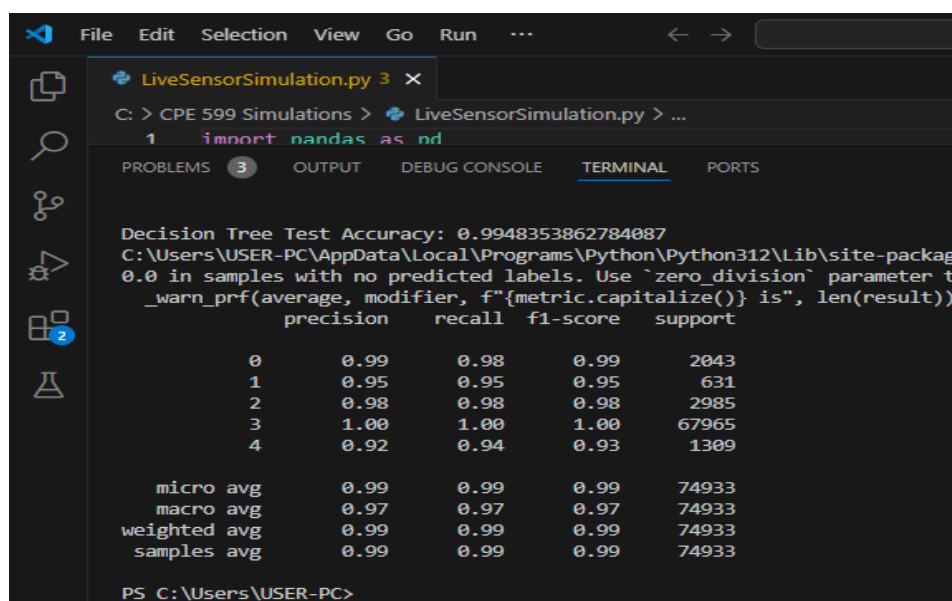 File Edit Selection View Go Run ...
LiveSensorSimulation.py 3
C: > CPE 599 Simulations > LiveSensorSimulation.py > ...
1 import pandas as pd
PROBLEMS 3 OUTPUT DEBUG CONSOLE TERMINAL PORTS
Decision Tree Test Accuracy: 0.9948353862784087
C:\Users\USER-PC\AppData\Local\Programs\Python\Python312\Lib\site-packag
0.0 in samples with no predicted labels. Use `zero_division` parameter t
_warn_prf(average, modifier, f"{metric.capitalize()} is", len(result))
precision recall f1-score support
0 0.99 0.98 0.99 2043
1 0.95 0.95 0.95 631
2 0.98 0.98 0.98 2985
3 1.00 1.00 1.00 67965
4 0.92 0.94 0.93 1309
micro avg 0.99 0.99 0.99 74933
macro avg 0.97 0.97 0.97 74933
weighted avg 0.99 0.99 0.99 74933
samples avg 0.99 0.99 0.99 74933
PS C:\Users\USER-PC>
2